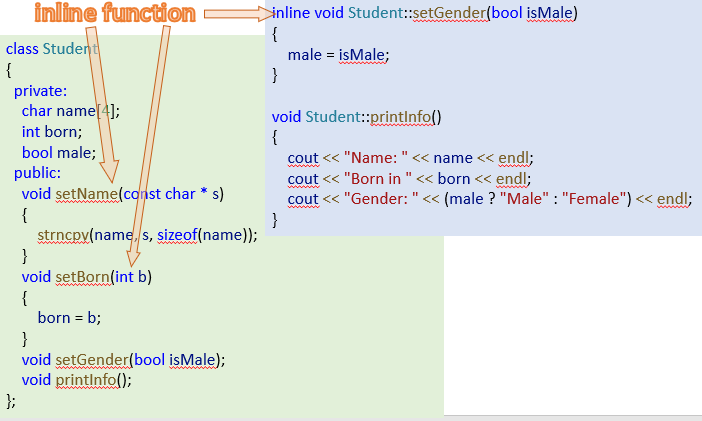 inline function
class Student
{
private:
char name[4];
int born;
bool male;
public:
void setName(const char * s)
{
strncpy(name, s, sizeof(name));
}
void setBorn(int b)
{
born = b;
}
void setGender(bool isMale);
void printInfo();
};
inline void Student::setGender(bool isMale)
{
male = isMale;
}
void Student::printInfo()
{
cout << "Name: " << name << endl;
cout << "Born in " << born << endl;
cout << "Gender: " << (male ? "Male" : "Female") << endl;
}